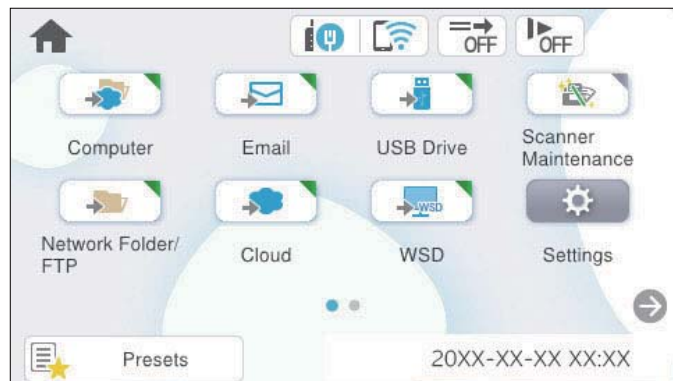 OFF
OFF
Computer
Email
USB Drive
Scanner
Maintenance
WSD
Network Folder/
FTP
Cloud
WSD
Settings
Presets
20XX-XX-XX XX:XX